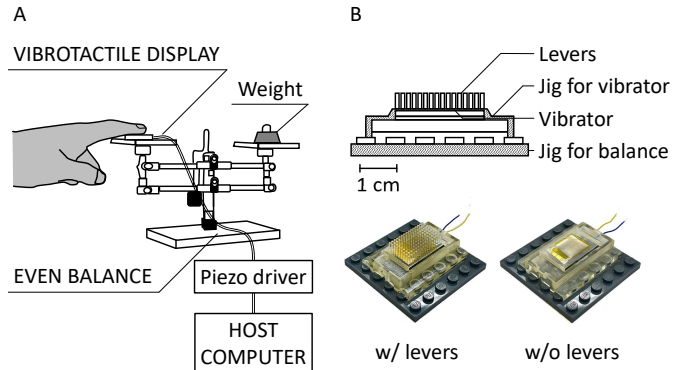 A
VIBROTACTILE DISPLAY
Weight
EVEN BALANCE
Piezo driver
HOST
COMPUTER
B
Levers
Jig for vibrator
Vibrator
Jig for balance
1 cm
w/ levers
w/o levers